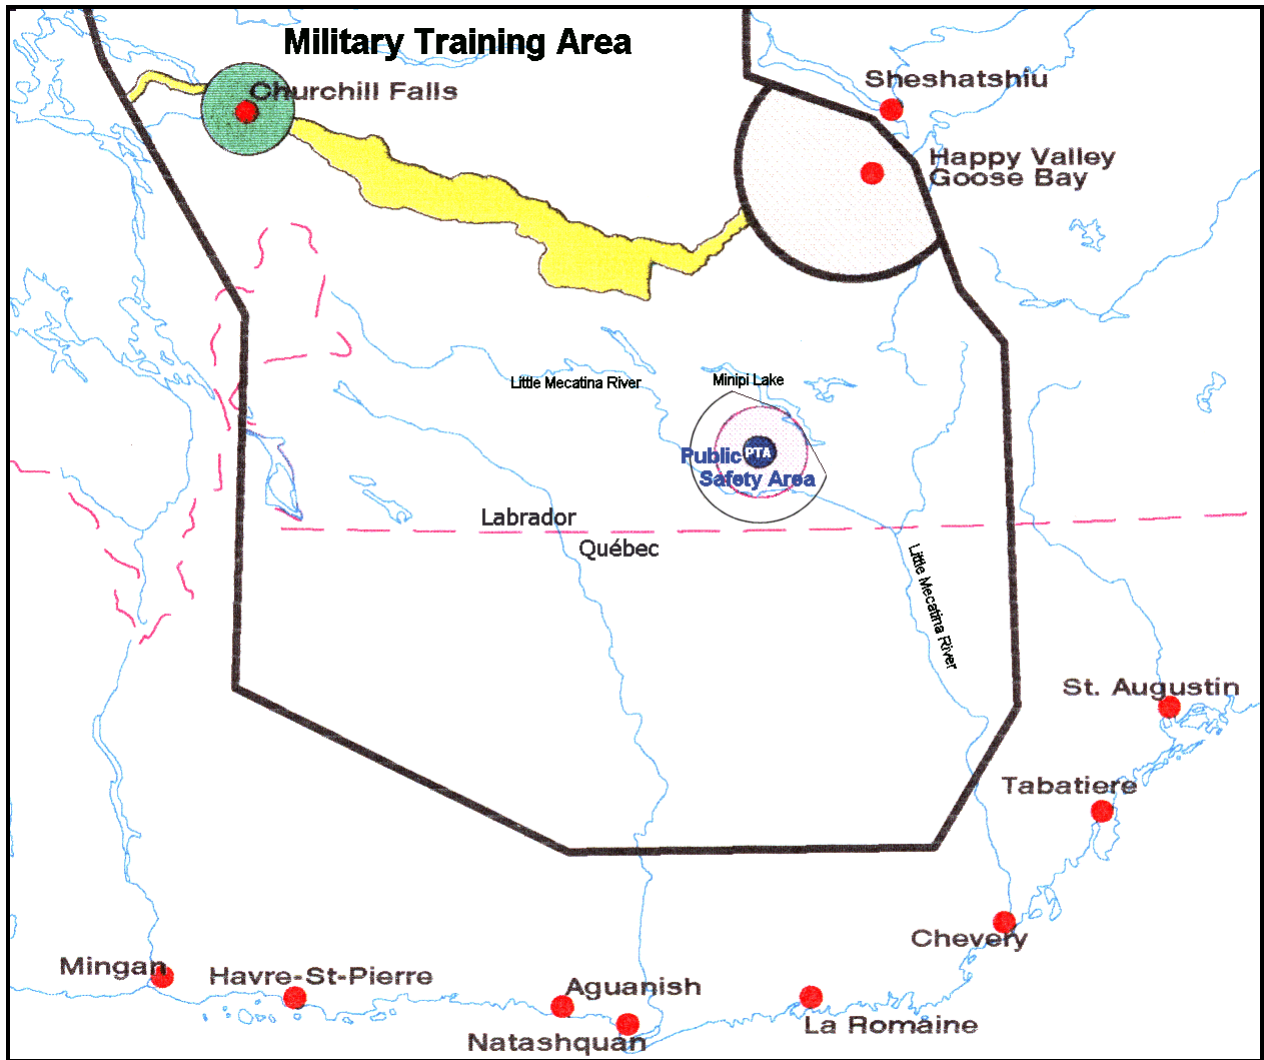 Military Training Area
Sheshatshiu
Churchill Falls
Happy Valley
Goose Bay
Little Mecatina River
Minipi Lake
Public PTA
Safety Area
Labrador
Québec
Little Mecatina River
St. Augustin
Tabatiere
Chevery
Mingan
Havre-St-Pierre
Aguanish
La Romaine
Natashquan